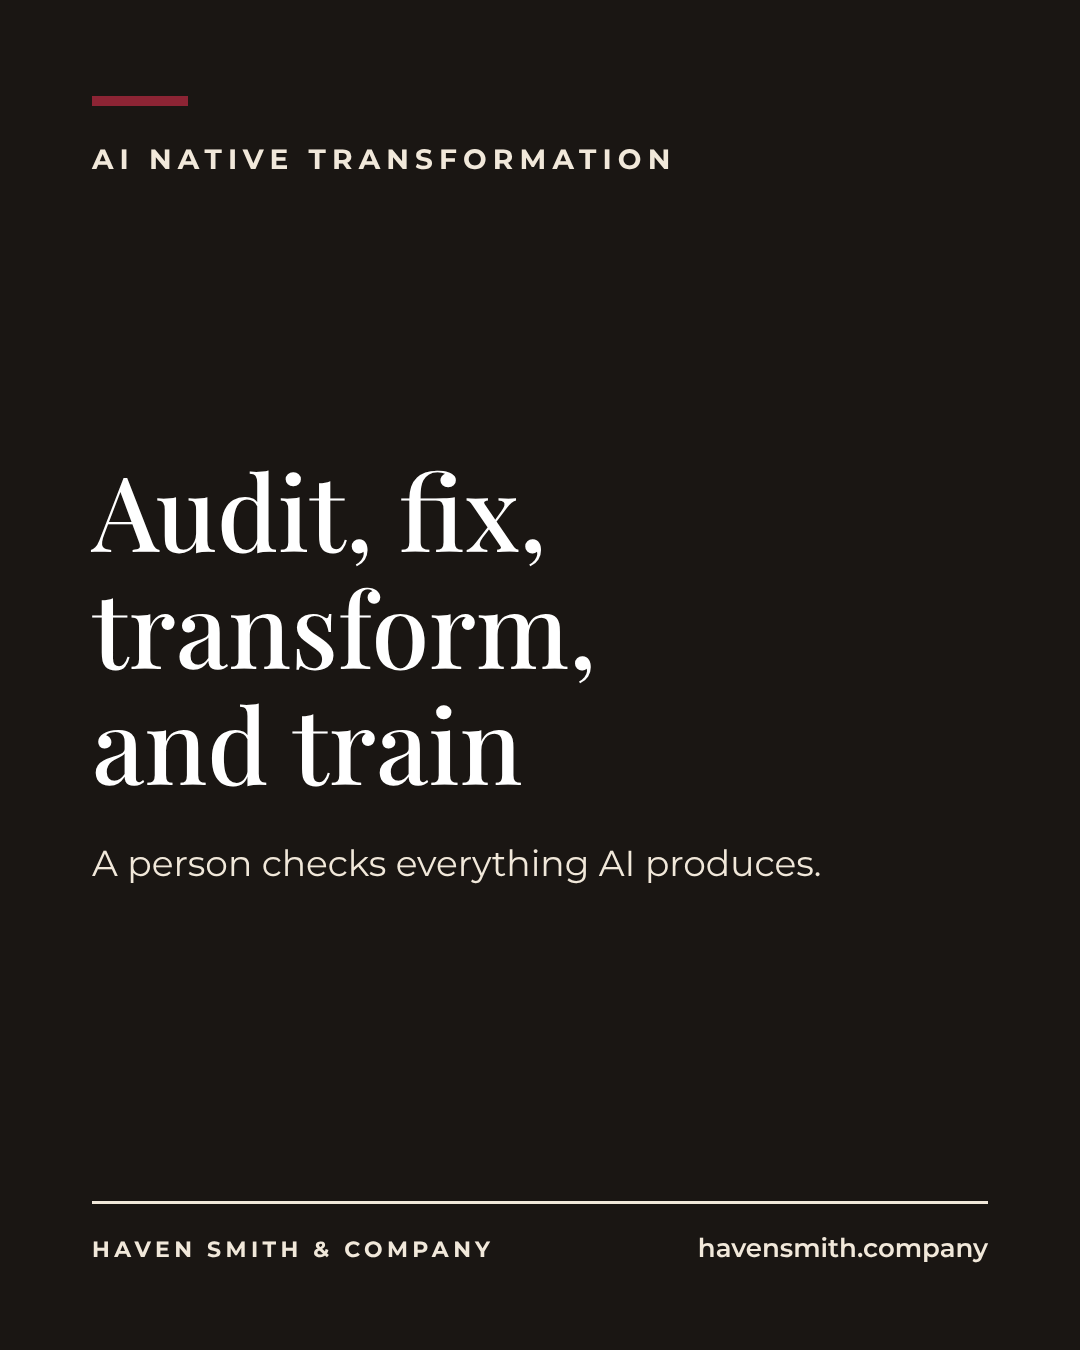 AI NATIVE TRANSFORMATION
Audit, fix,
transform,
and train
A person checks everything AI produces.
HAVEN SMITH & COMPANY
havensmith.company